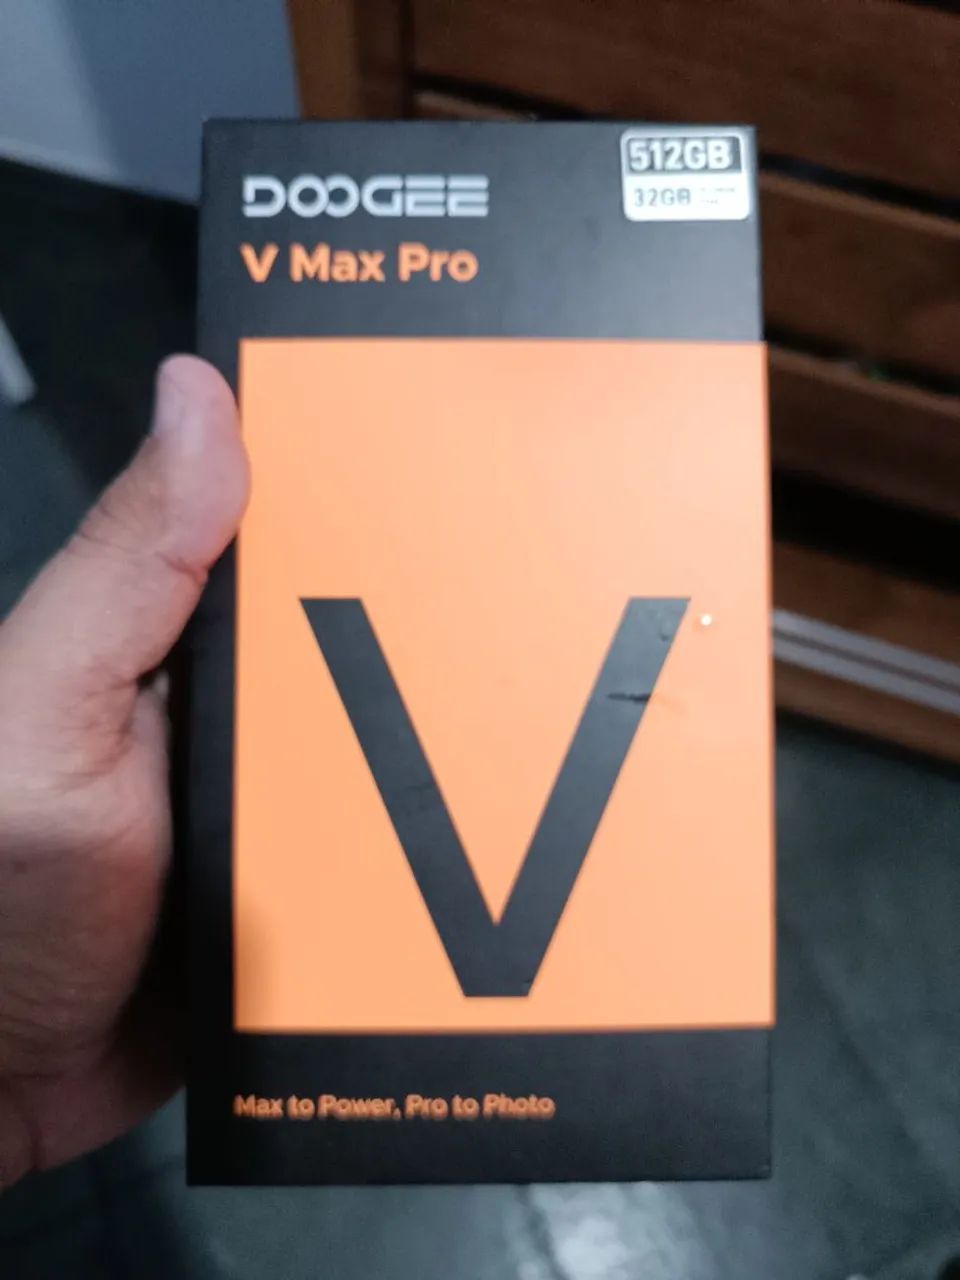 DOOGEE
V Max Pro
512GB
32GB
V
Max to Power, Pro to Photo